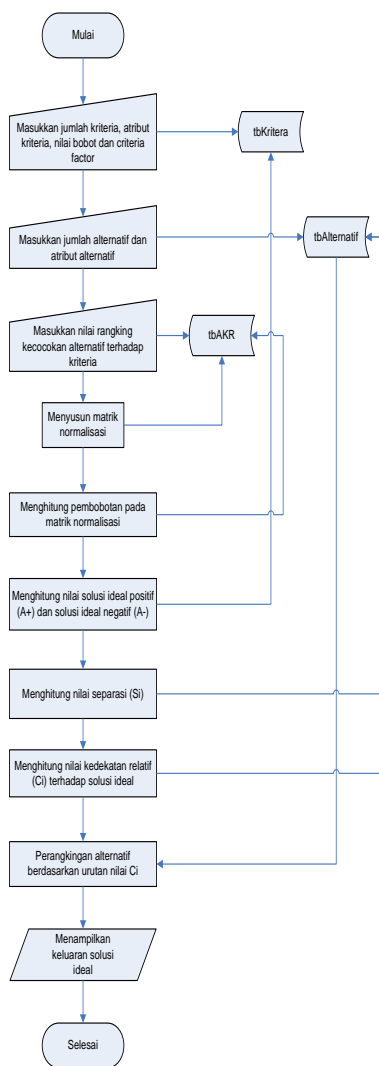 Mulai
Masukkan jumlah kriteria, atribut
kriteria, nilai bobot dan criteria
factor
tbKritera
Masukkan jumlah alternatif dan
atribut alternatif
tbAlternatif
Masukkan nilai rangking
kecocokan alternatif terhadap
kriteria
tbAKR
Menyusun matrik
normalisasi
Menghitung pembobotan pada
matrik normalisasi
Menghitung nilai solusi ideal positif
(A+) dan solusi ideal negatif (A-)
Menghitung nilai separasi (Si)
Menghitung nilai kedekatan relatif
(Ci) terhadap solusi ideal
Perangkingan alternatif
berdasarkan urutan nilai Ci
Menampilkan
keluaran solusi
ideal
Selesai